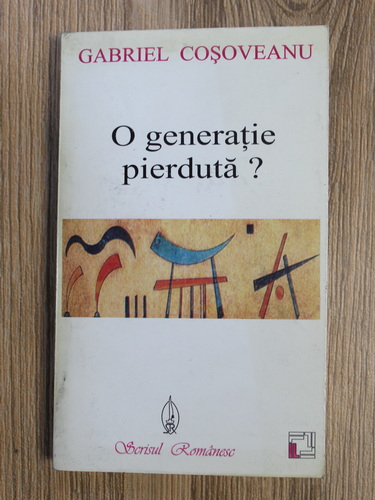 GABRIEL COŞOVEANU
O generaţie
pierdută ?
Scrisul Românesc